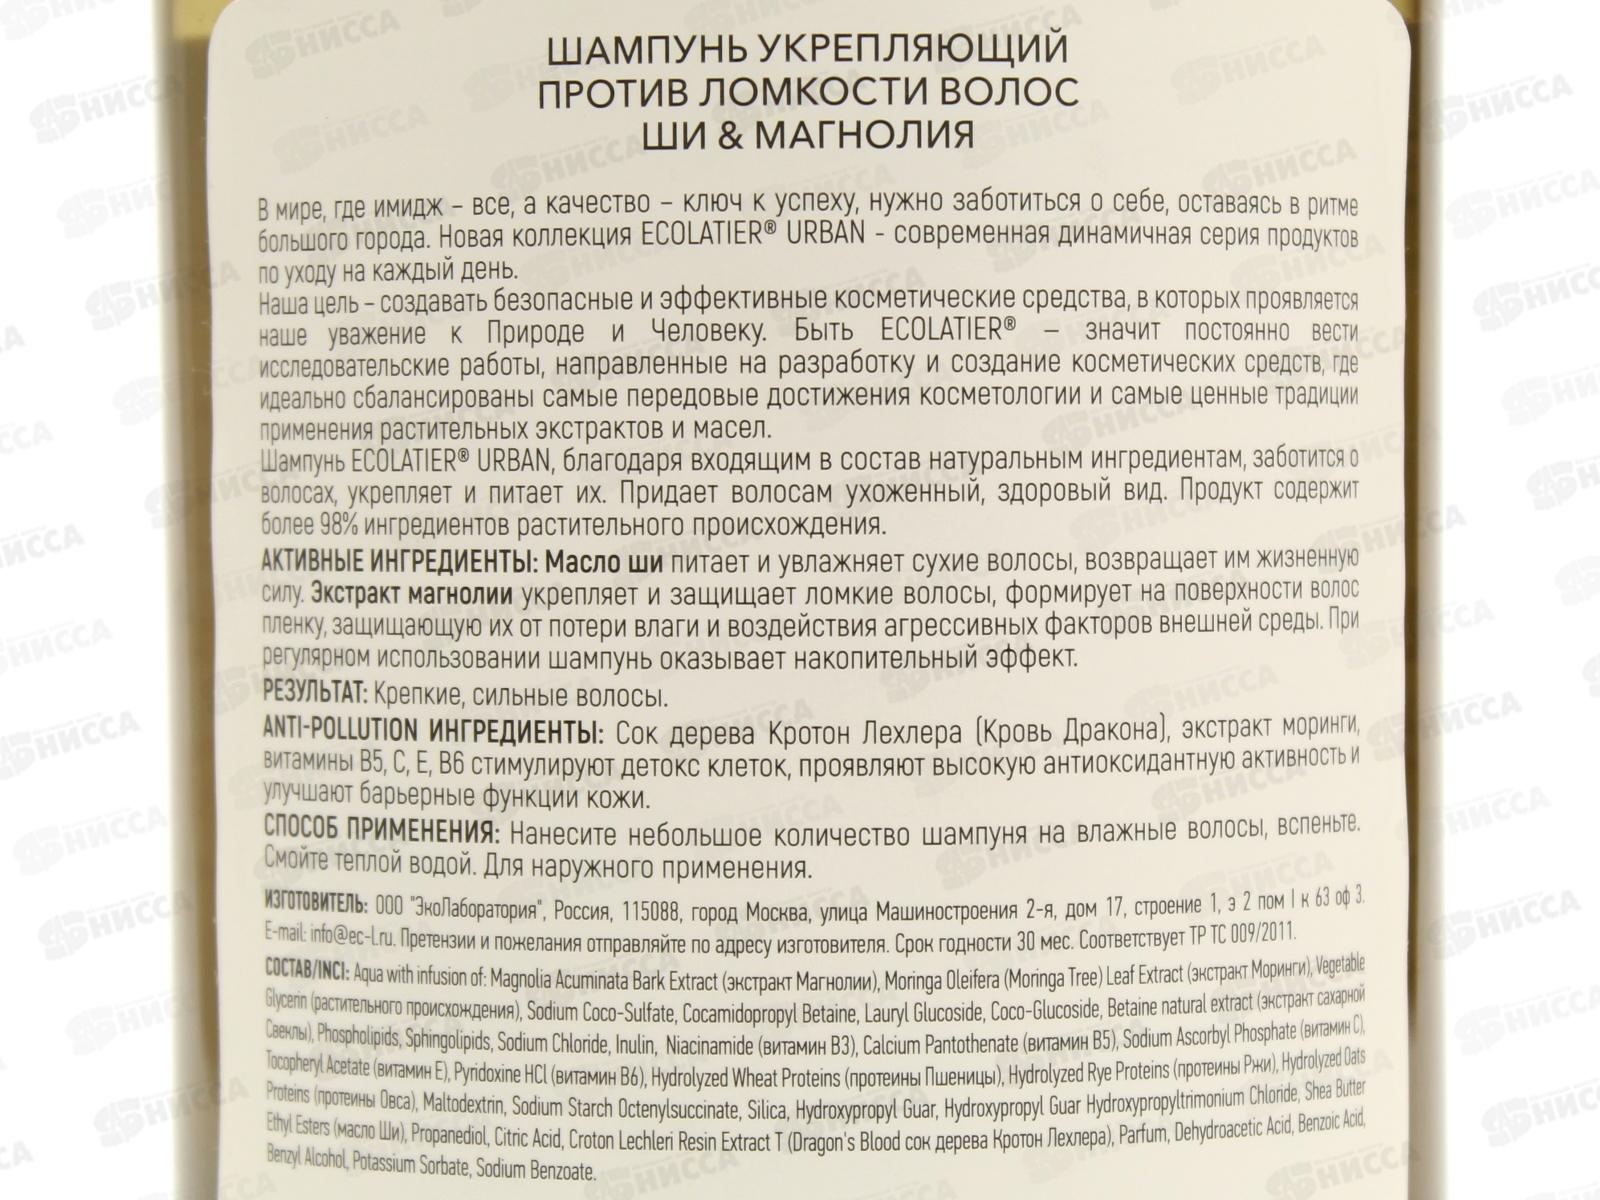 ШАМПУНЬ УКРЕПЛЯЮЩИЙ
ПРОТИВ ЛОМКОСТИ ВОЛОС
ШИ & МАГНОЛИЯ
В мире, где имидж – все, а качество – ключ к успеху, нужно заботиться о себе, оставаясь в ритме
большого города. Новая коллекция ECOLATIER® URBAN - современная динамичная серия продуктов
по уходу на каждый день.
Наша цель – создавать безопасные и эффективные косметические средства, в которых проявляется
наше уважение к Природе и Человеку. Быть ECOLATIER® – значит постоянно вести
исследовательские работы, направленные на разработку и создание косметических средств, где
идеально сбалансированы самые передовые достижения косметологии и самые ценные традиции
применения растительных экстрактов и масел.
Шампунь ECOLATIER® URBAN, благодаря входящим в состав натуральным ингредиентам, заботится о
волосах, укрепляет и питает их. Придает волосам ухоженный, здоровый вид. Продукт содержит
более 98% ингредиентов растительного происхождения.
АКТИВНЫЕ ИНГРЕДИЕНТЫ: Масло ши питает и увлажняет сухие волосы, возвращает им жизненную
силу. Экстракт магнолии укрепляет и защищает ломкие волосы, формирует на поверхности волос
пленку, защищающую их от потери влаги и воздействия агрессивных факторов внешней среды. При
регулярном использовании шампунь оказывает накопительный эффект.
РЕЗУЛЬТАТ: Крепкие, сильные волосы.
ANTI-POLLUTION ИНГРЕДИЕНТЫ: Сок дерева Кротон Лехлера (Кровь Дракона), экстракт моринги,
витамины B5, C, E, B6 стимулируют детокс клеток, проявляют высокую антиоксидантную активность и
улучшают барьерные функции кожи.
СПОСОБ ПРИМЕНЕНИЯ: Нанесите небольшое количество шампуня на влажные волосы, вспеньте.
Смойте теплой водой. Для наружного применения.
ИЗГОТОВИТЕЛЬ: ООО "ЭкоЛаборатория", Россия, 115088, город Москва, улица Машиностроения 2-я, дом 17, строение 1, э 2 пом I к 63 оф 3.
E-mail: info@ec-l.ru. Претензии и пожелания отправляйте по адресу изготовителя. Срок годности 30 мес. Соответствует ТР ТС 009/2011.
СОСТАВ/INCI: Aqua with infusion of: Magnolia Acuminata Bark Extract (экстракт Магнолии), Moringa Oleifera (Moringa Tree) Leaf Extract (экстракт Моринги), Vegetable
Glycerin (растительного происхождения), Sodium Coco-Sulfate, Cocamidopropyl Betaine, Lauryl Glucoside, Coco-Glucoside, Betaine natural extract (экстракт сахарной
Свеклы), Phospholipids, Sphingolipids, Sodium Chloride, Inulin, Niacinamide (витамин B3), Calcium Pantothenate (витамин B5), Sodium Ascorbyl Phosphate (витамин C),
Tocopheryl Acetate (витамин E), Pyridoxine HCl (витамин B6), Hydrolyzed Wheat Proteins (протеины Пшеницы), Hydrolyzed Rye Proteins (протеины Ржи), Hydrolyzed Oats
Proteins (протеины Овса), Maltodextrin, Sodium Starch Octenylsuccinate, Silica, Hydroxypropyl Guar, Hydroxypropyl Guar Hydroxypropyltrimonium Chloride, Shea Butter
Ethyl Esters (масло Ши), Propanediol, Citric Acid, Croton Lechleri Resin Extract T (Dragon's Blood сок дерева Кротон Лехлера), Parfum, Dehydroacetic Acid, Benzoic Acid,
Benzyl Alcohol, Potassium Sorbate, Sodium Benzoate.